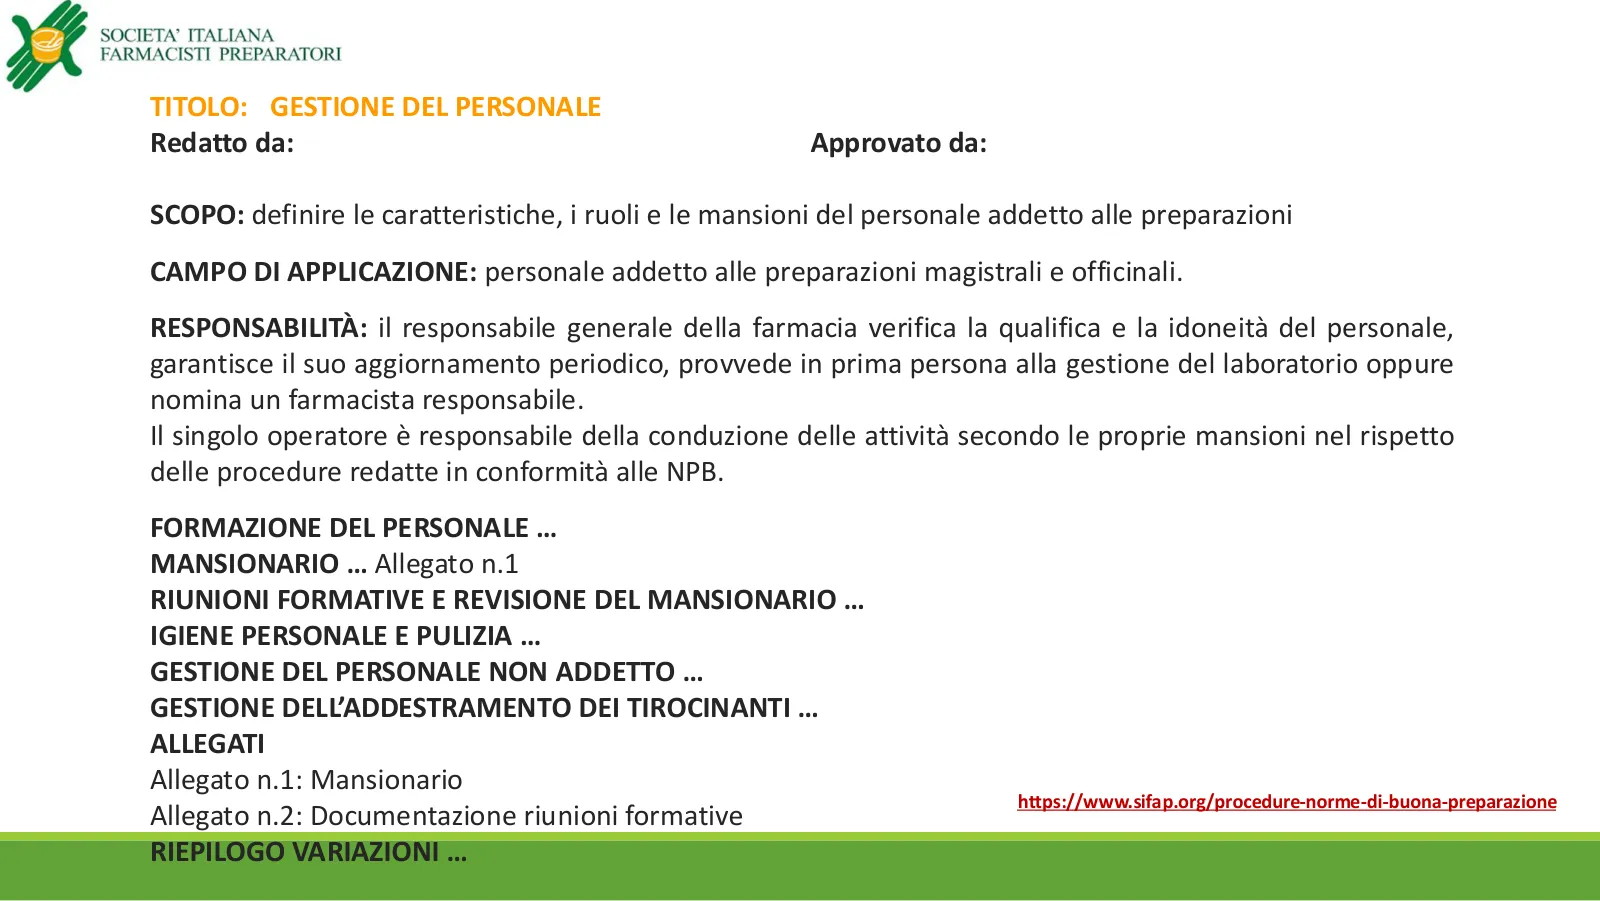 SOCIETA' ITALIANA
FARMACISTI PREPARATORI
TITOLO: GESTIONE DEL PERSONALE
Redatto da: Approvato da:
SCOPO: definire le caratteristiche, i ruoli e le mansioni del personale addetto alle preparazioni
CAMPO DI APPLICAZIONE: personale addetto alle preparazioni magistrali e officinali.
RESPONSABILITÀ: il responsabile generale della farmacia verifica la qualifica e la idoneità del personale,
garantisce il suo aggiornamento periodico, provvede in prima persona alla gestione del laboratorio oppure
nomina un farmacista responsabile.
Il singolo operatore è responsabile della conduzione delle attività secondo le proprie mansioni nel rispetto
delle procedure redatte in conformità alle NPB.
FORMAZIONE DEL PERSONALE …
MANSIONARIO … Allegato n.1
RIUNIONI FORMATIVE E REVISIONE DEL MANSIONARIO …
IGIENE PERSONALE E PULIZIA …
GESTIONE DEL PERSONALE NON ADDETTO …
GESTIONE DELL’ADDESTRAMENTO DEI TIROCINANTI …
ALLEGATI
Allegato n.1: Mansionario
Allegato n.2: Documentazione riunioni formative
https://www.sifap.org/procedure-norme-di-buona-preparazione
RIEPILOGO VARIAZIONI …